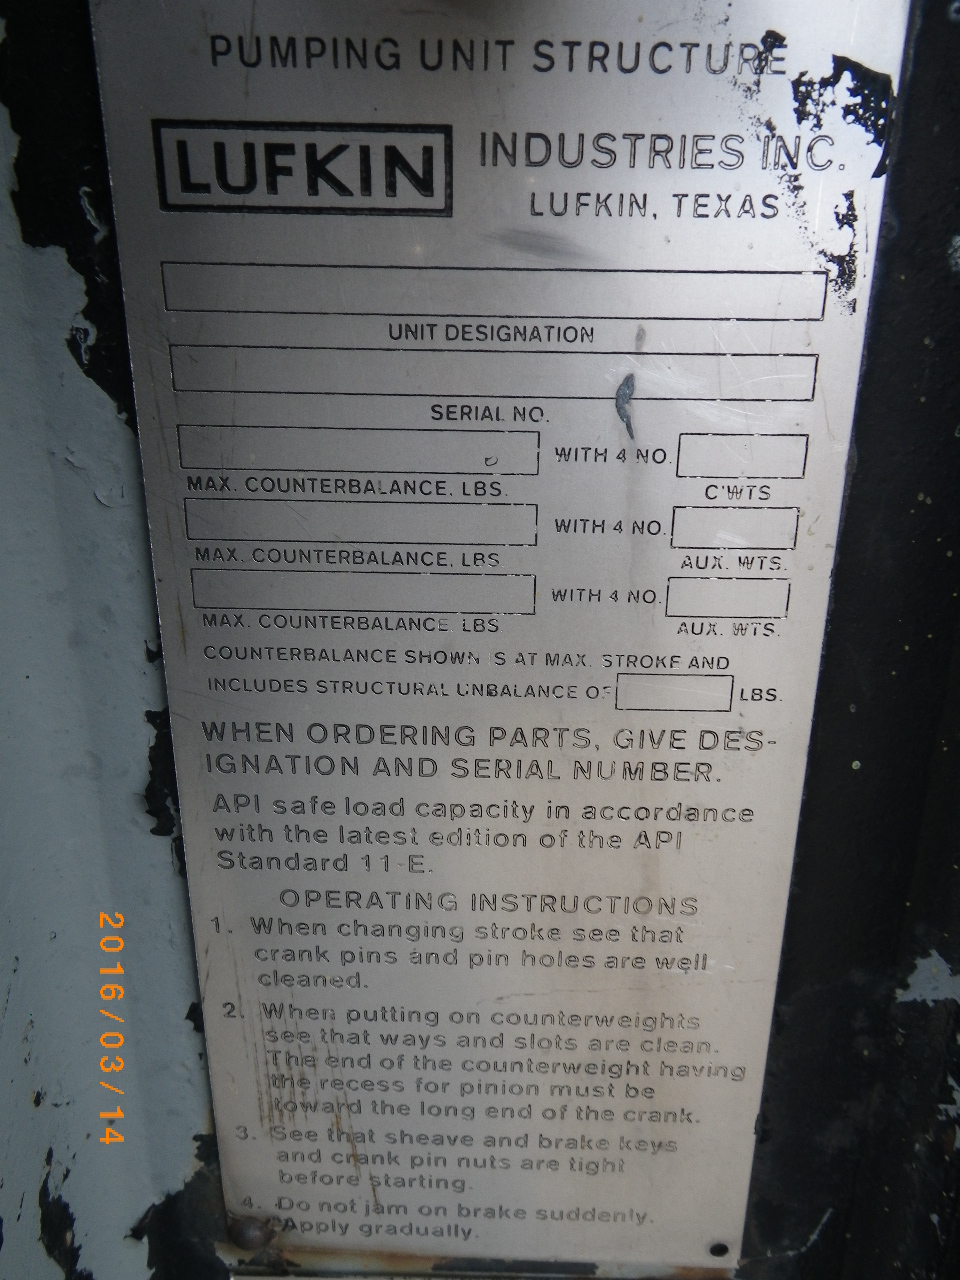 PUMPING UNIT STRUCTURE
LUFKIN INDUSTRIES INC.
LUFKIN, TEXAS
UNIT DESIGNATION
SERIAL NO.
WITH 4 NO.
MAX. COUNTERBALANCE, LBS. C'WTS
WITH 4 NO.
MAX. COUNTERBALANCE, LBS AUX. WTS.
WITH 4 NO.
MAX. COUNTERBALANCE LBS AUX. WTS.
COUNTERBALANCE SHOWN IS AT MAX. STROKE AND
INCLUDES STRUCTURAL UNBALANCE OF LBS.
WHEN ORDERING PARTS, GIVE DES-
IGNATION AND SERIAL NUMBER.
API safe load capacity in accordance
with the latest edition of the API
Standard 11-E.
OPERATING INSTRUCTIONS
1. When changing stroke see that
crank pins and pin holes are well
cleaned.
2. When putting on counterweights
see that ways and slots are clean.
The end of the counterweight having
the recess for pinion must be
toward the long end of the crank.
3. See that sheave and brake keys
and crank pin nuts are tight
before starting.
4. Do not jam on brake suddenly.
Apply gradually.
2016/03/14